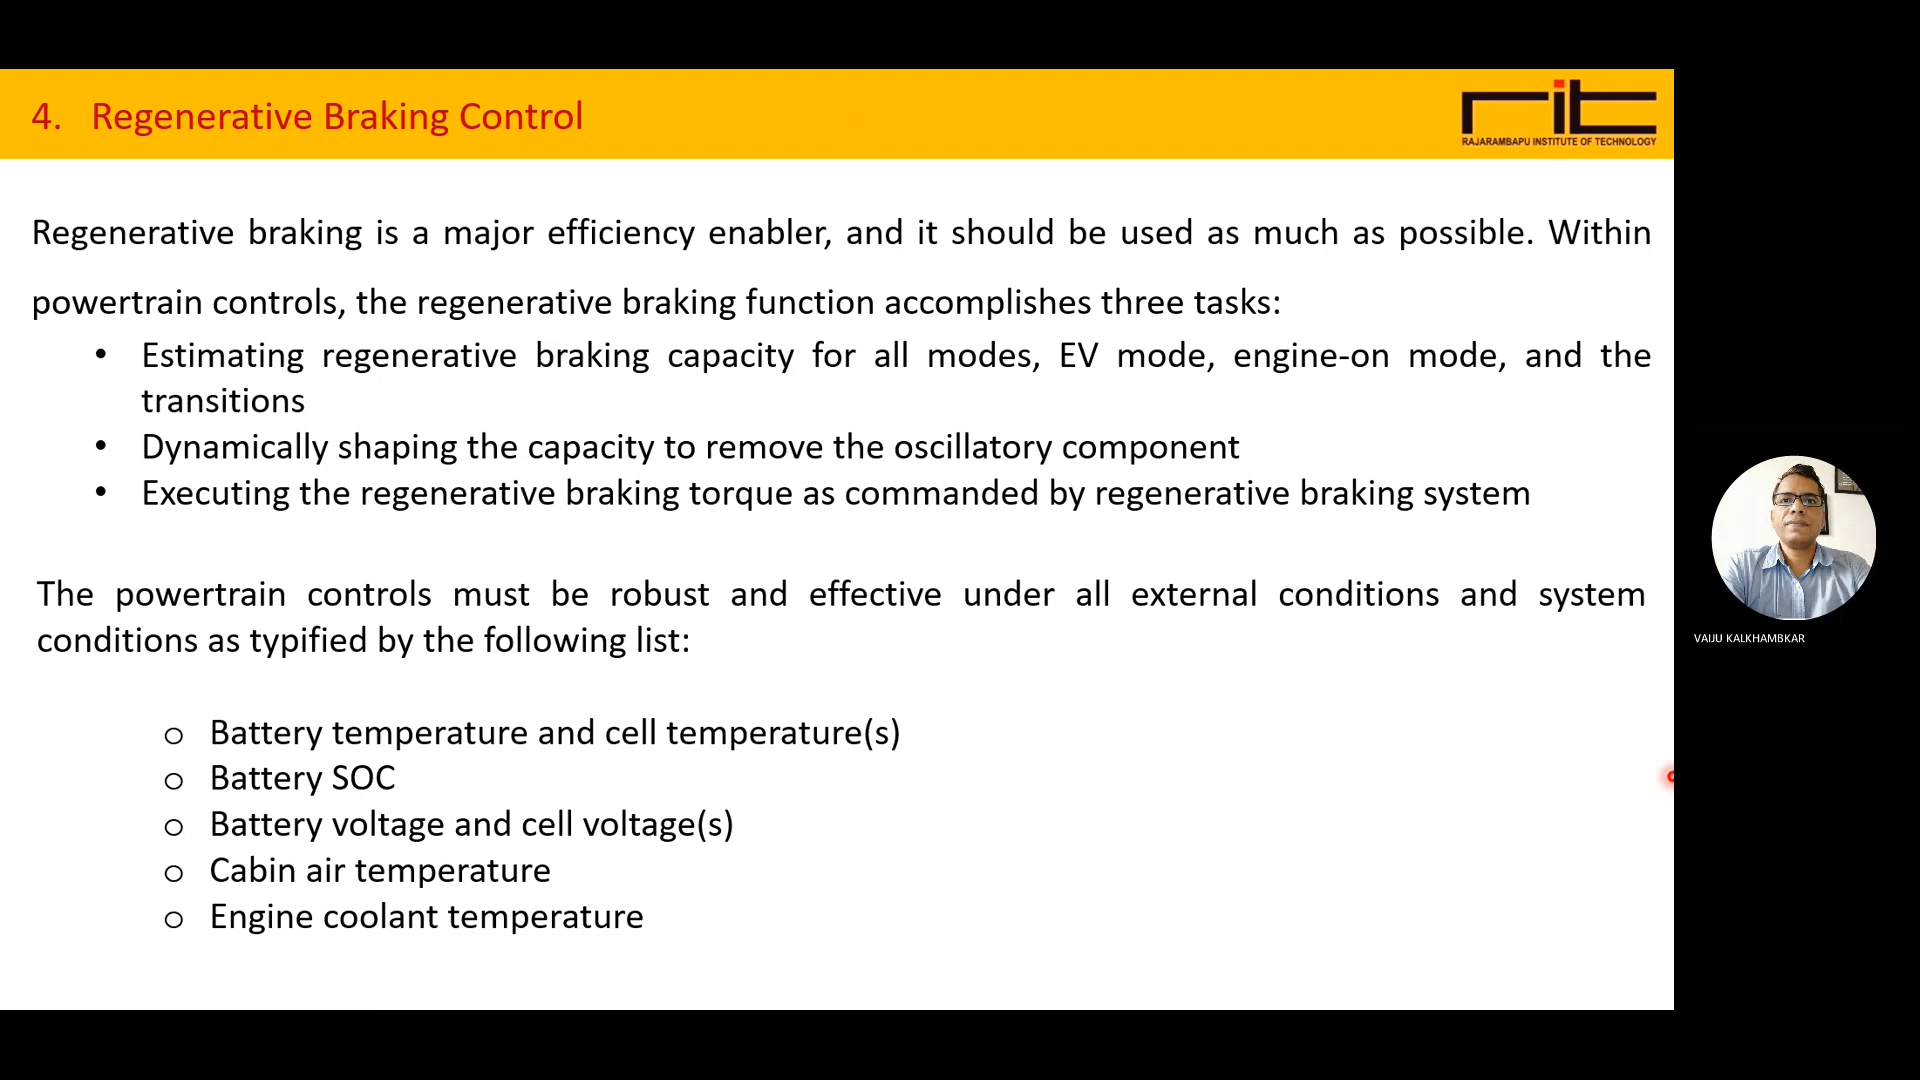 4. Regenerative Braking Control
rit
RAJARAMBAPU INSTITUTE OF TECHNOLOGY
Regenerative braking is a major efficiency enabler, and it should be used as much as possible. Within
powertrain controls, the regenerative braking function accomplishes three tasks:
• Estimating regenerative braking capacity for all modes, EV mode, engine-on mode, and the
transitions
• Dynamically shaping the capacity to remove the oscillatory component
• Executing the regenerative braking torque as commanded by regenerative braking system
The powertrain controls must be robust and effective under all external conditions and system
conditions as typified by the following list:
o Battery temperature and cell temperature(s)
o Battery SOC
o Battery voltage and cell voltage(s)
o Cabin air temperature
o Engine coolant temperature
VAIJU KALKHAMBKAR